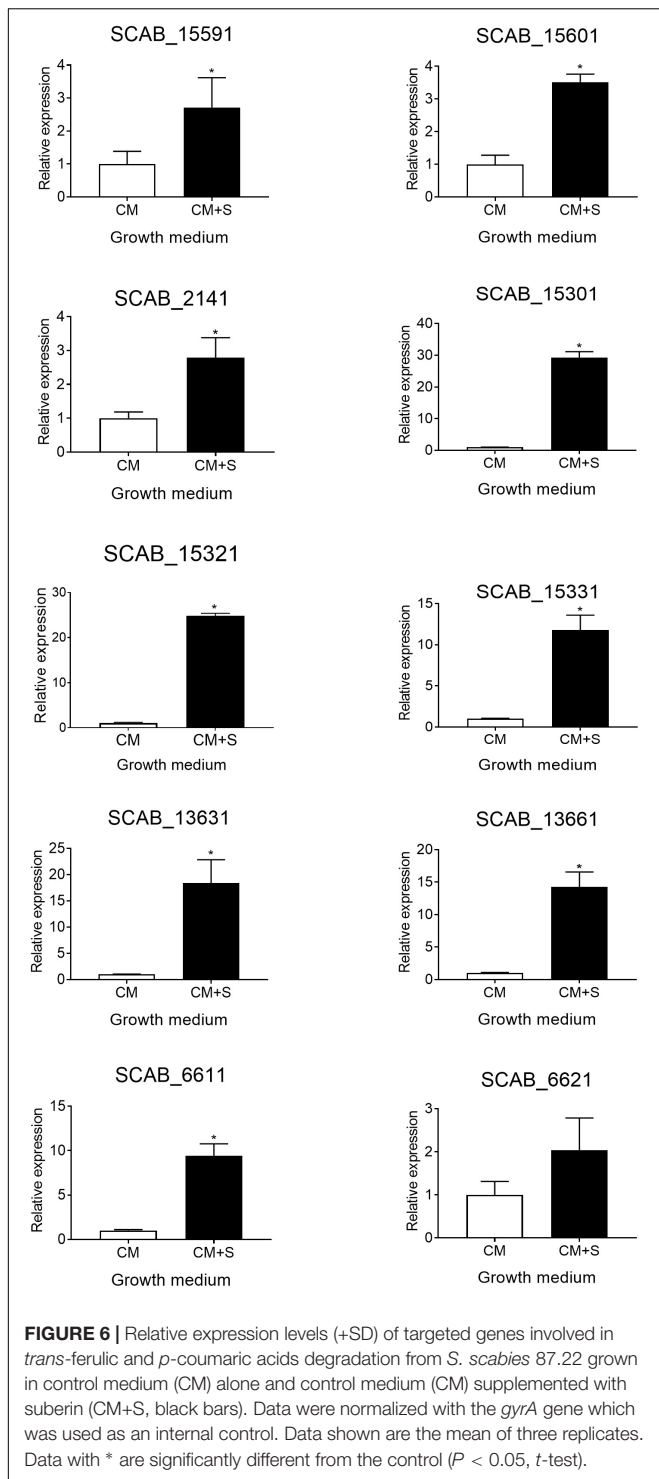 SCAB_15591
Relative expression
4
3
2
1
0
*
CM
CM+S
Growth medium
SCAB_15601
Relative expression
4
3
2
1
0
*
CM
CM+S
Growth medium
SCAB_2141
Relative expression
4
3
2
1
0
*
CM
CM+S
Growth medium
SCAB_15301
Relative expression
40
30
20
10
0
*
CM
CM+S
Growth medium
SCAB_15321
Relative expression
30
20
10
0
*
CM
CM+S
Growth medium
SCAB_15331
Relative expression
15
10
5
0
*
CM
CM+S
Growth medium
SCAB_13631
Relative expression
25
20
15
10
5
0
*
CM
CM+S
Growth medium
SCAB_13661
Relative expression
20
15
10
5
0
*
CM
CM+S
Growth medium
SCAB_6611
Relative expression
15
10
5
0
*
CM
CM+S
Growth medium
SCAB_6621
Relative expression
3
2
1
0
CM
CM+S
Growth medium
FIGURE 6 | Relative expression levels (+SD) of targeted genes involved in
trans-ferulic and p-coumaric acids degradation from S. scabies 87.22 grown
in control medium (CM) alone and control medium (CM) supplemented with
suberin (CM+S, black bars). Data were normalized with the gyrA gene which
was used as an internal control. Data shown are the mean of three replicates.
Data with * are significantly different from the control (P < 0.05, t-test).